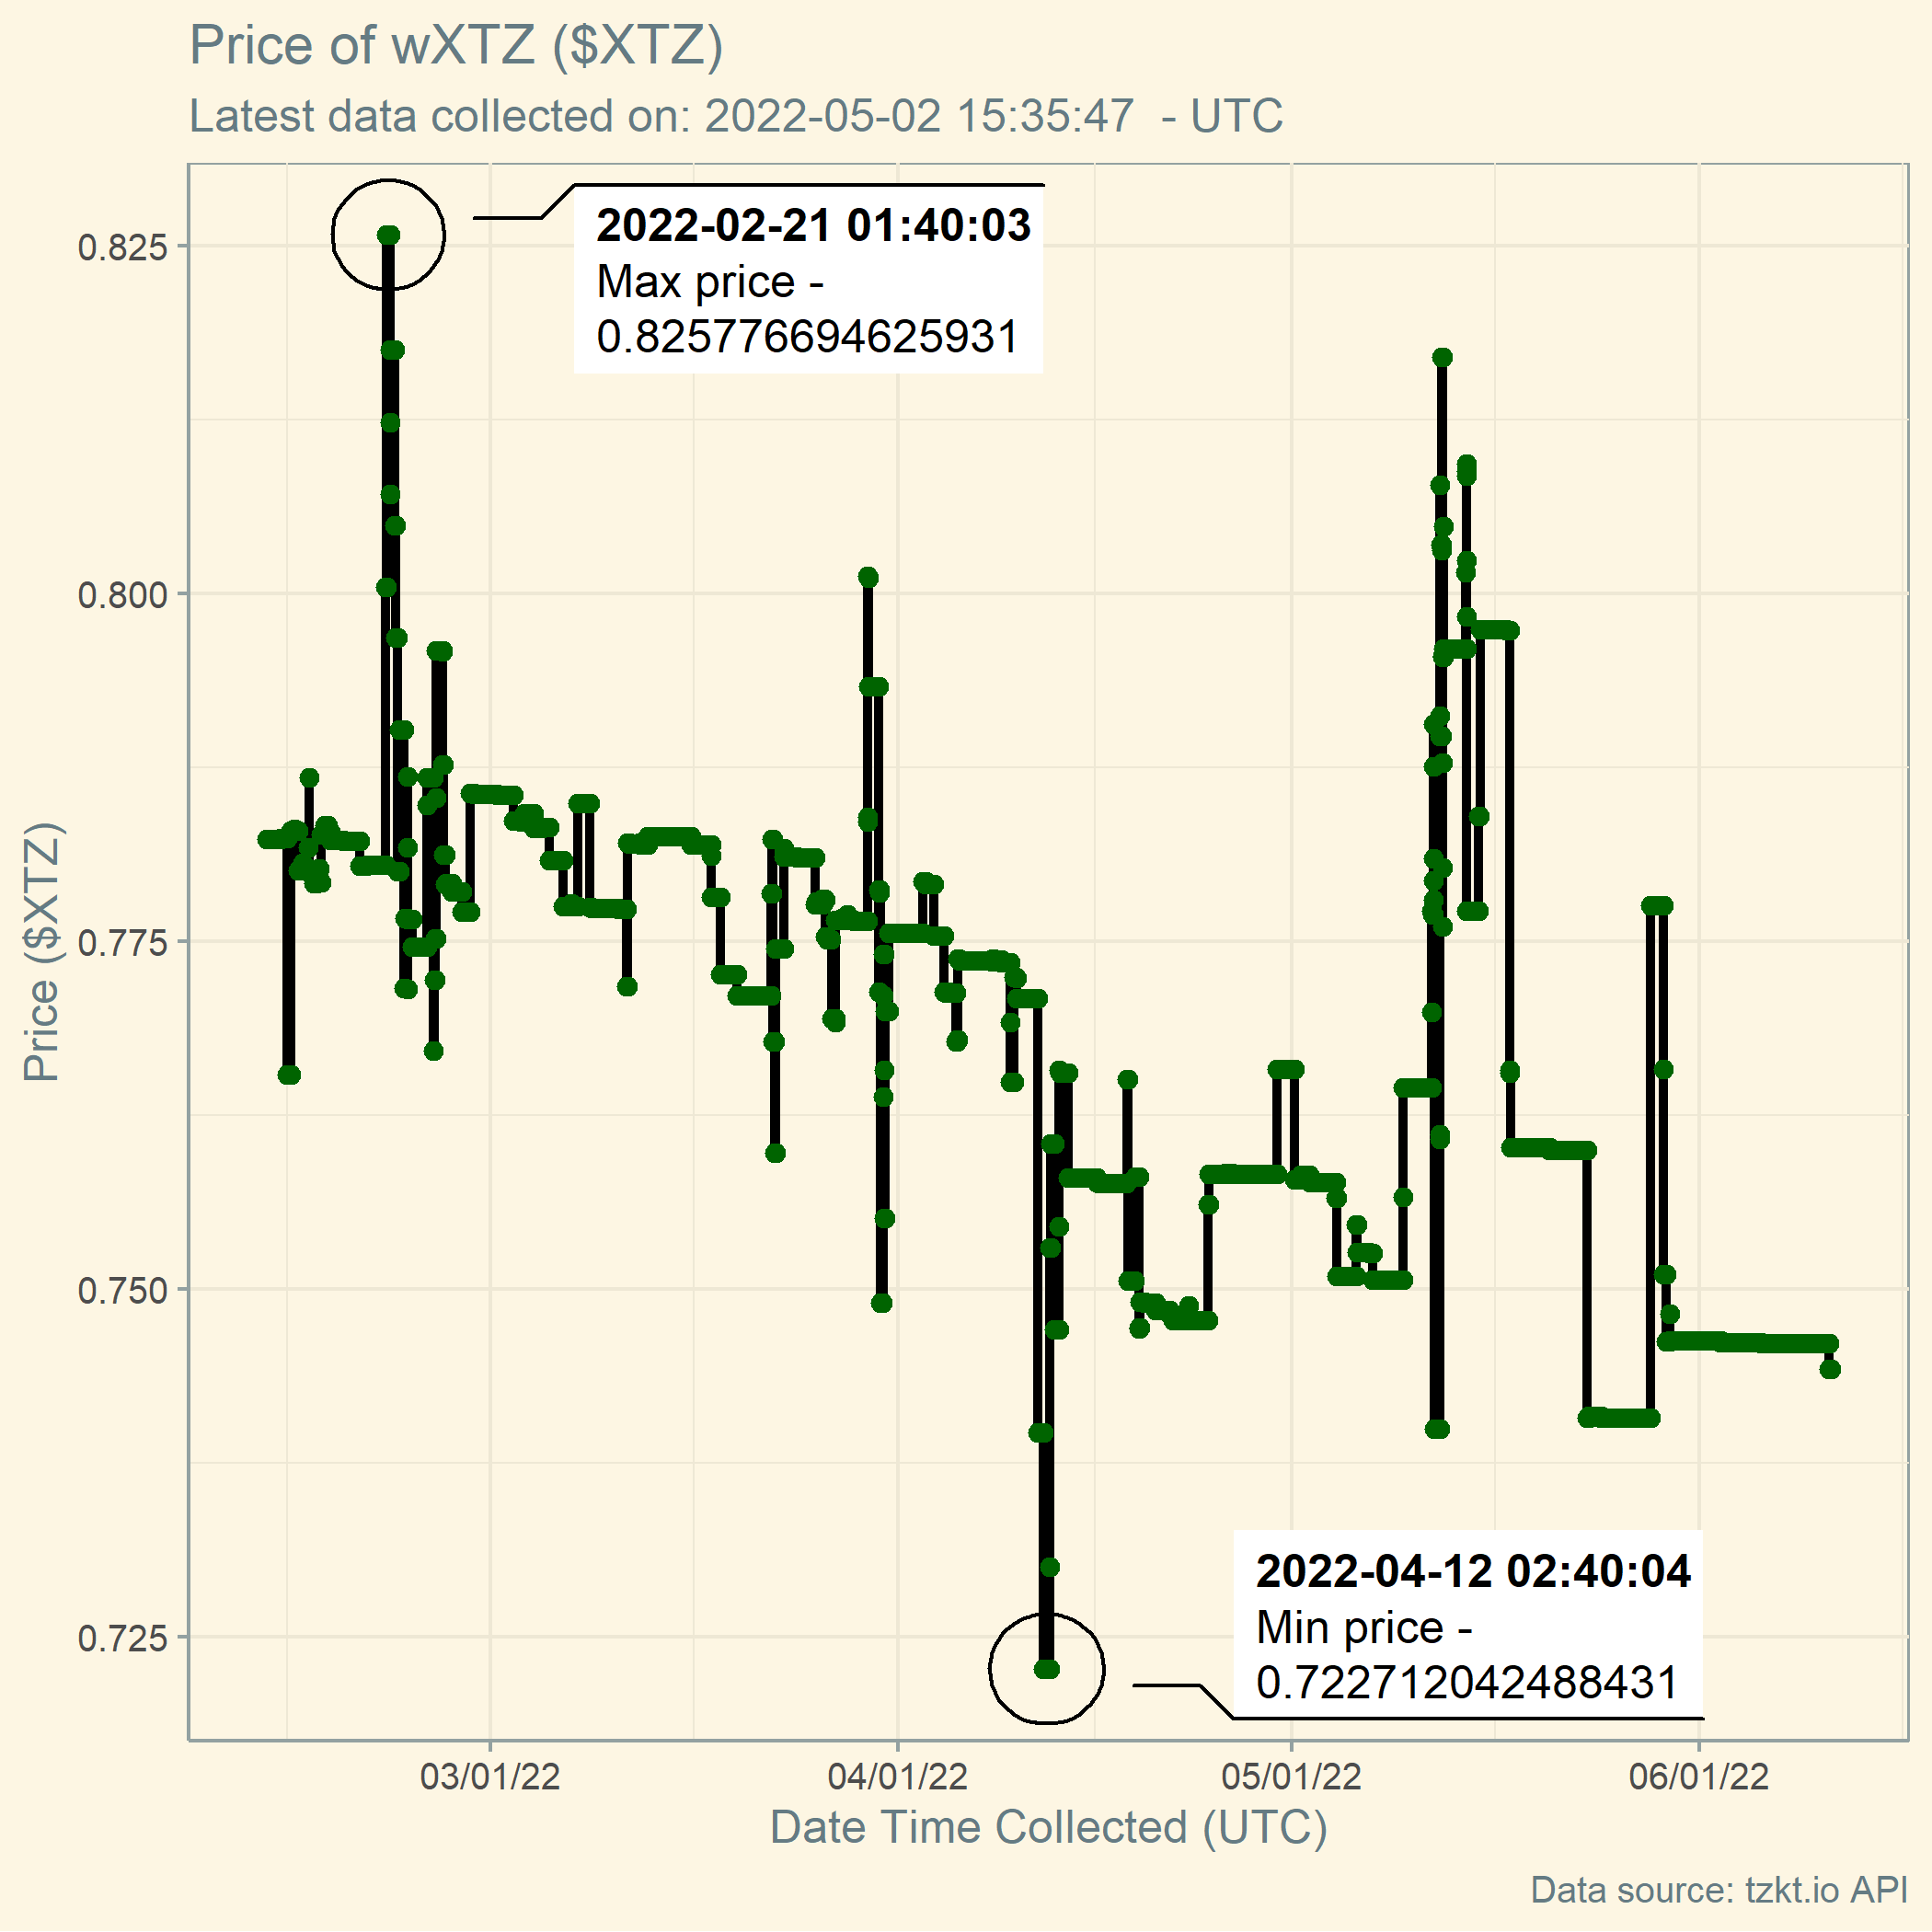 Price of wXTZ ($XTZ)
Latest data collected on: 2022-05-02 15:35:47  - UTC
2022-02-21 01:40:03
Max price -
0.825776694625931
0.825
0.800
0.775
0.750
0.725
Price ($XTZ)
2022-04-12 02:40:04
Min price -
0.722712042488431
03/01/22
04/01/22
05/01/22
06/01/22
Date Time Collected (UTC)
Data source: tzkt.io API